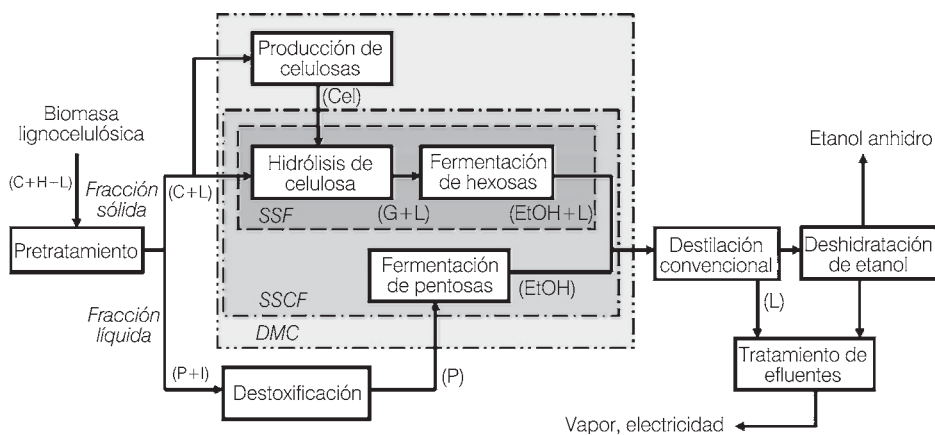 Producción de
celulosas
(Cel)
Biomasa
lignocelulósica
(C+H−L)
Fracción
sólida
(C+L)
Hidrólisis de
celulosa
Fermentación
de hexosas
SSF
(G+L)
(EtOH+L)
Etanol anhidro
Pretratamiento
Fermentación
de pentosas
(EtOH)
SSCF
DMC
Destilación
convencional
Deshidratación
de etanol
(L)
Fracción
líquida
(P+I)
Destoxificación
(P)
Tratamiento de
efluentes
Vapor, electricidad